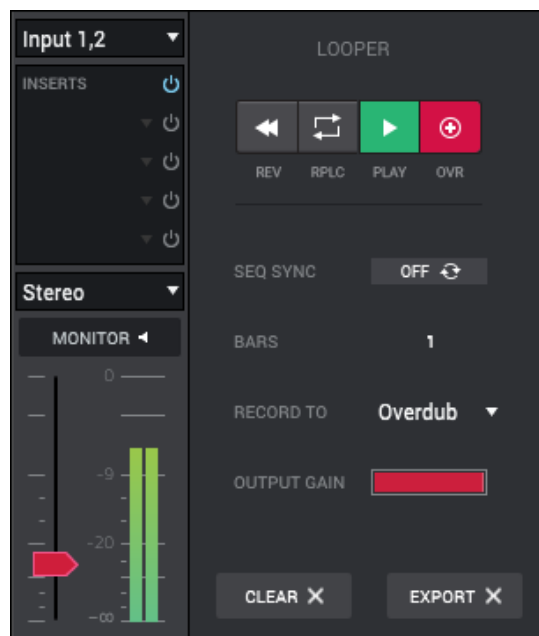 Input 1,2
INSERTS
Stereo
MONITOR
0
-9
-20
-∞
LOOPER
REV RPLC PLAY OVR
SEQ SYNC OFF
BARS 1
RECORD TO Overdub
OUTPUT GAIN
CLEAR EXPORT